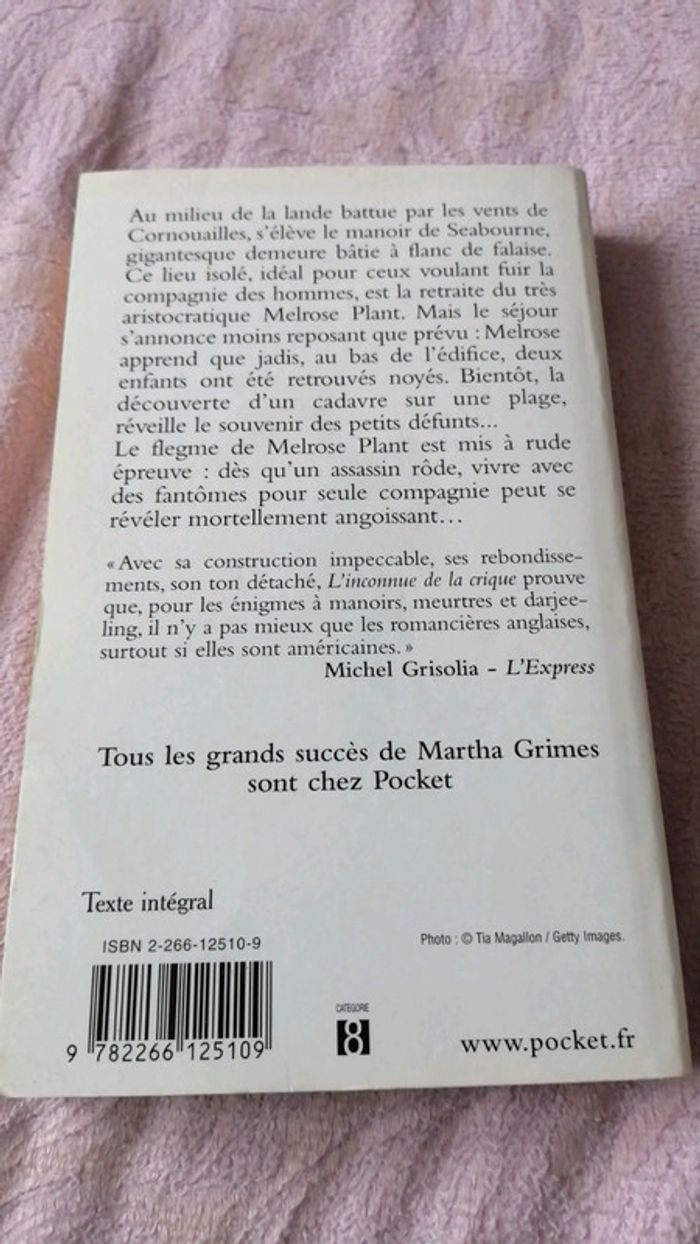 Au milieu de la lande battue par les vents de
Cornouailles, s'élève le manoir de Seabourne,
gigantesque demeure bâtie à flanc de falaise.
Ce lieu isolé, idéal pour ceux voulant fuir la
compagnie des hommes, est la retraite du très
aristocratique Melrose Plant. Mais le séjour
s'annonce moins reposant que prévu : Melrose
apprend que jadis, au bas de l'édifice, deux
enfants ont été retrouvés noyés. Bientôt, la
découverte d'un cadavre sur une plage,
réveille le souvenir des petits défunts...
Le flegme de Melrose Plant est mis à rude
épreuve : dès qu'un assassin rôde, vivre avec
des fantômes pour seule compagnie peut se
révéler mortellement angoissant...
« Avec sa construction impeccable, ses rebondisse-
ments, son ton détaché, L'inconnue de la crique prouve
que, pour les énigmes à manoirs, meurtres et darjee-
ling, il n'y a pas mieux que les romancières anglaises,
surtout si elles sont américaines. »
Michel Grisolia - L'Express
Tous les grands succès de Martha Grimes
sont chez Pocket
Texte intégral
ISBN 2-266-12510-9
Photo : © Tia Magallon / Getty Images.
CATÉGORIE
8
www.pocket.fr
9 782266 125109